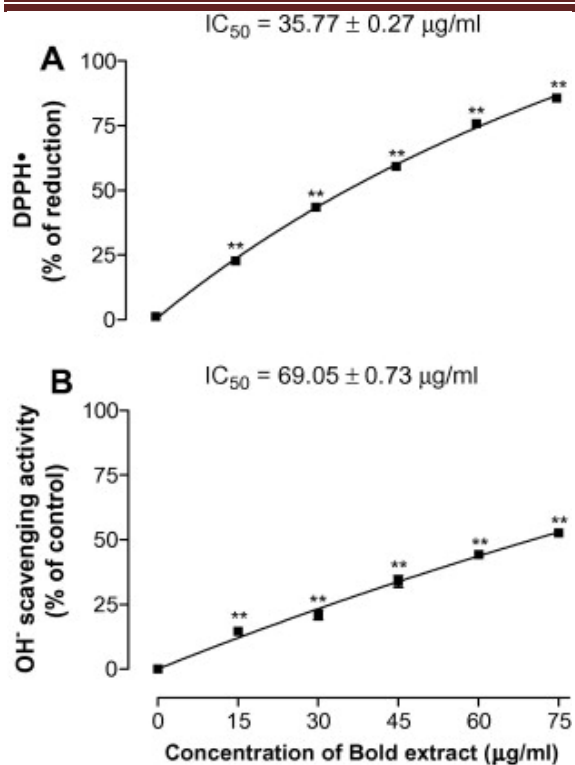 IC50 = 35.77 ± 0.27 μg/ml
A
100
75
50
25
0
DPPH•
(% of reduction)
**
**
**
**
**
IC50 = 69.05 ± 0.73 μg/ml
B
100
75
50
25
0
OH⁻ scavenging activity
(% of control)
**
**
**
**
**
0 15 30 45 60 75
Concentration of Bold extract (μg/ml)